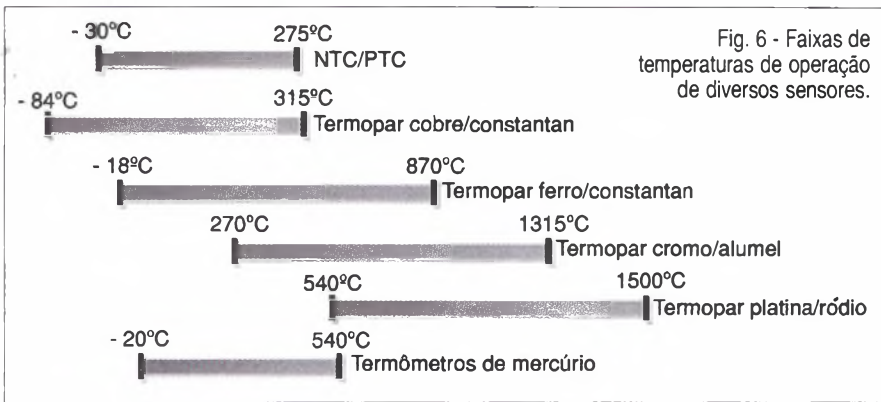 - 30ºC 275ºC
NTC/PTC
Fig. 6 - Faixas de
temperaturas de operação
de diversos sensores.
- 84ºC 315ºC
Termopar cobre/constantan
- 18ºC 870ºC
Termopar ferro/constantan
270ºC 1315ºC
Termopar cromo/alumel
540ºC 1500ºC
Termopar platina/ródio
- 20ºC 540ºC
Termômetros de mercúrio